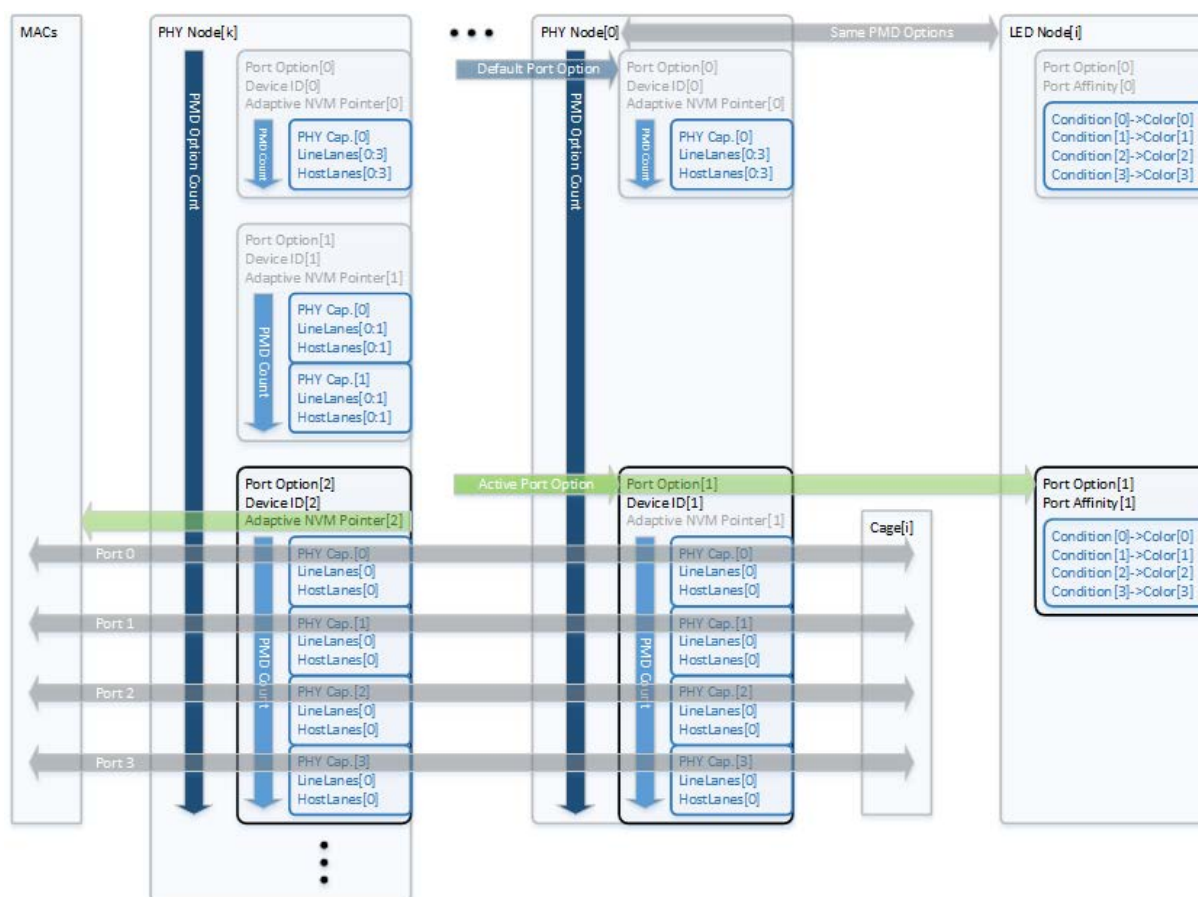 MACs
PHY Node[k]
PMD Option Count
Port Option[0]
Device ID[0]
Adaptive NVM Pointer[0]
PMD Count
PHY Cap.[0]
LineLanes[0:3]
HostLanes[0:3]
Port Option[1]
Device ID[1]
Adaptive NVM Pointer[1]
PMD Count
PHY Cap.[0]
LineLanes[0:1]
HostLanes[0:1]
PHY Cap.[1]
LineLanes[0:1]
HostLanes[0:1]
Port Option[2]
Device ID[2]
Adaptive NVM Pointer[2]
PMD Count
PHY Cap.[0]
LineLanes[0]
HostLanes[0]
PHY Cap.[1]
LineLanes[0]
HostLanes[0]
PHY Cap.[2]
LineLanes[0]
HostLanes[0]
PHY Cap.[3]
LineLanes[0]
HostLanes[0]
Port 0
Port 1
Port 2
Port 3
PHY Node[0]
Same PMD Options
Default Port Option
PMD Option Count
Port Option[0]
Device ID[0]
Adaptive NVM Pointer[0]
PMD Count
PHY Cap.[0]
LineLanes[0:3]
HostLanes[0:3]
Active Port Option
Port Option[1]
Device ID[1]
Adaptive NVM Pointer[1]
PMD Count
PHY Cap.[0]
LineLanes[0]
HostLanes[0]
PHY Cap.[1]
LineLanes[0]
HostLanes[0]
PHY Cap.[2]
LineLanes[0]
HostLanes[0]
PHY Cap.[3]
LineLanes[0]
HostLanes[0]
Cage[i]
LED Node[i]
Port Option[0]
Port Affinity[0]
Condition[0]->Color[0]
Condition[1]->Color[1]
Condition[2]->Color[2]
Condition[3]->Color[3]
Port Option[1]
Port Affinity[1]
Condition[0]->Color[0]
Condition[1]->Color[1]
Condition[2]->Color[2]
Condition[3]->Color[3]